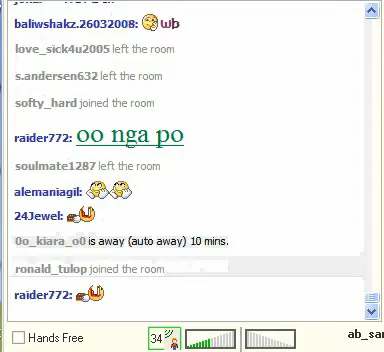 baliwshakz.26032008: wb
love_sick4u2005 left the room
s.andersen632 left the room
softy_hard joined the room
raider772: oo nga po
soulmate1287 left the room
alemaniagil:
24Jewel:
0o_kiara_o0 is away (auto away) 10 mins.
ronald_tulop joined the room
raider772:
Hands Free 34